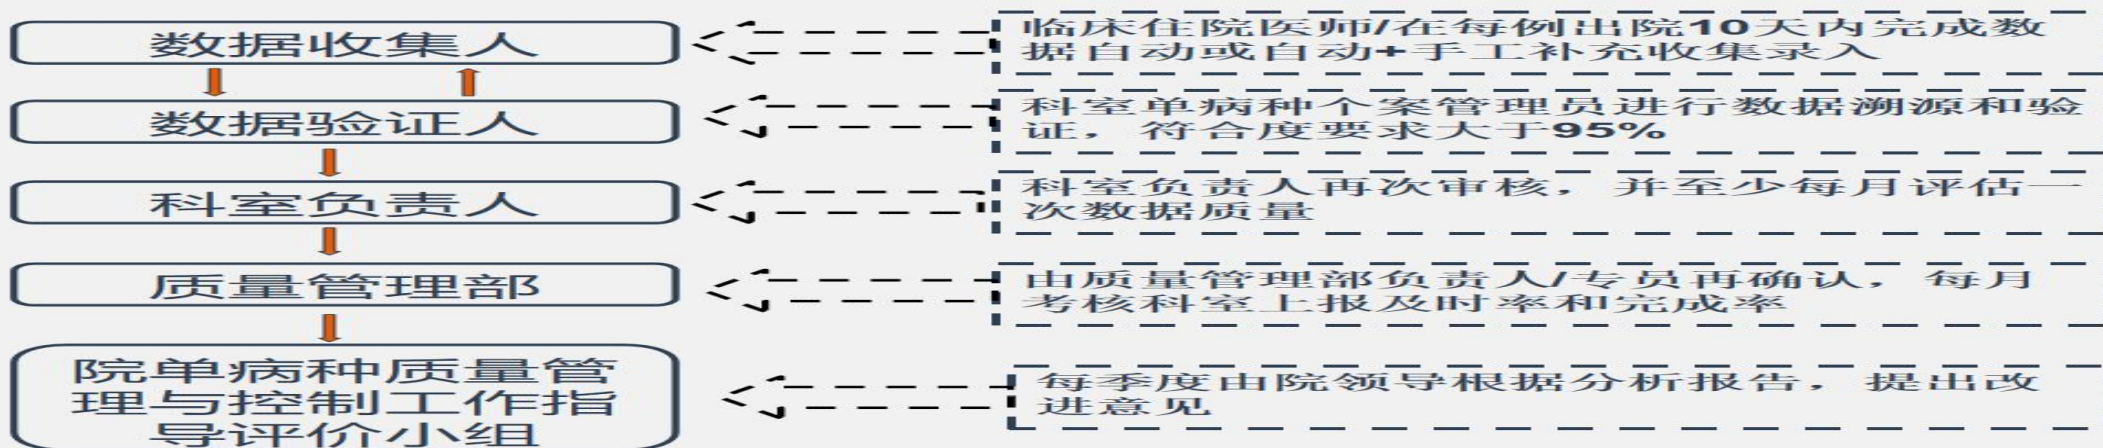 数据收集人
临床住院医师/在每例出院10天内完成数
据自动或自动+手工补充收集录入
数据验证人
科室单病种个案管理员进行数据溯源和验
证，符合度要求大于95%
科室负责人
科室负责人再次审核，并至少每月评估一
次数据质量
质量管理部
由质量管理部负责人/专员再确认，每月
考核科室上报及时率和完成率
院单病种质量管
理与控制工作指
导评价小组
每季度由院领导根据分析报告，提出改
进意见